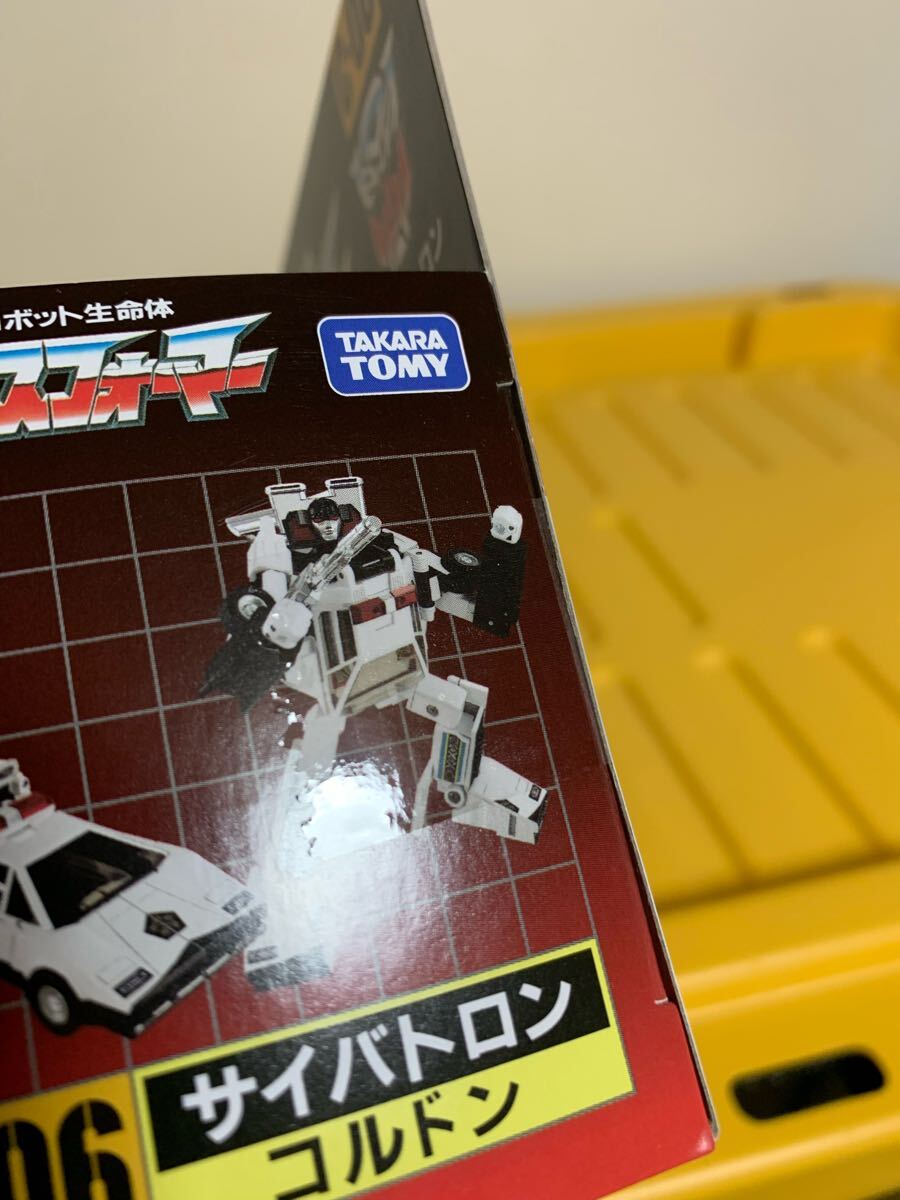 ロボット生命体
スフォーマー
TAKARA
TOMY
サイバトロン
06
コルドン